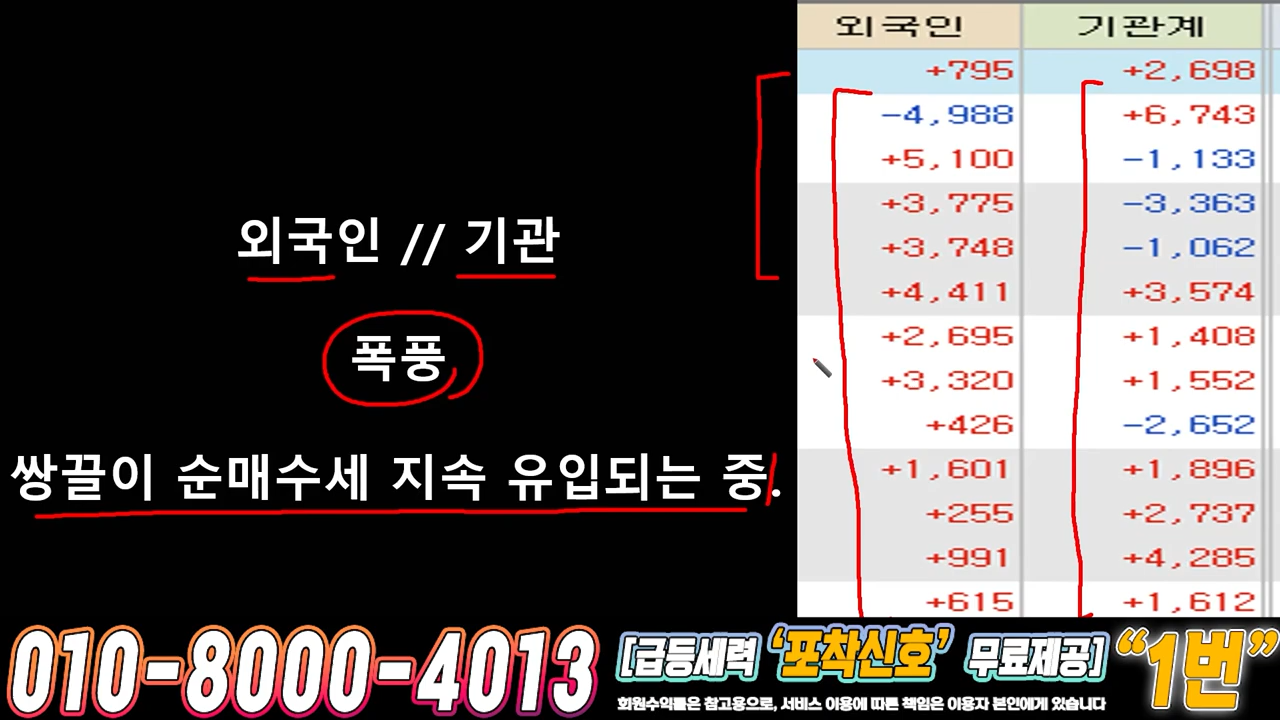 외국인 // 기관
폭풍
쌍끌이 순매수세 지속 유입되는 중.
외국인 기관계
+795 +2,698
-4,988 +6,743
+5,100 -1,133
+3,775 -3,363
+3,748 -1,062
+4,411 +3,574
+2,695 +1,408
+3,320 +1,552
+426 -2,652
+1,601 +1,896
+255 +2,737
+991 +4,285
+615 +1,612
010-8000-4013
[급등세력 ‘포착신호’ 무료제공] “1번”
회원수익률은 참고용으로, 서비스 이용에 따른 책임은 이용자 본인에게 있습니다